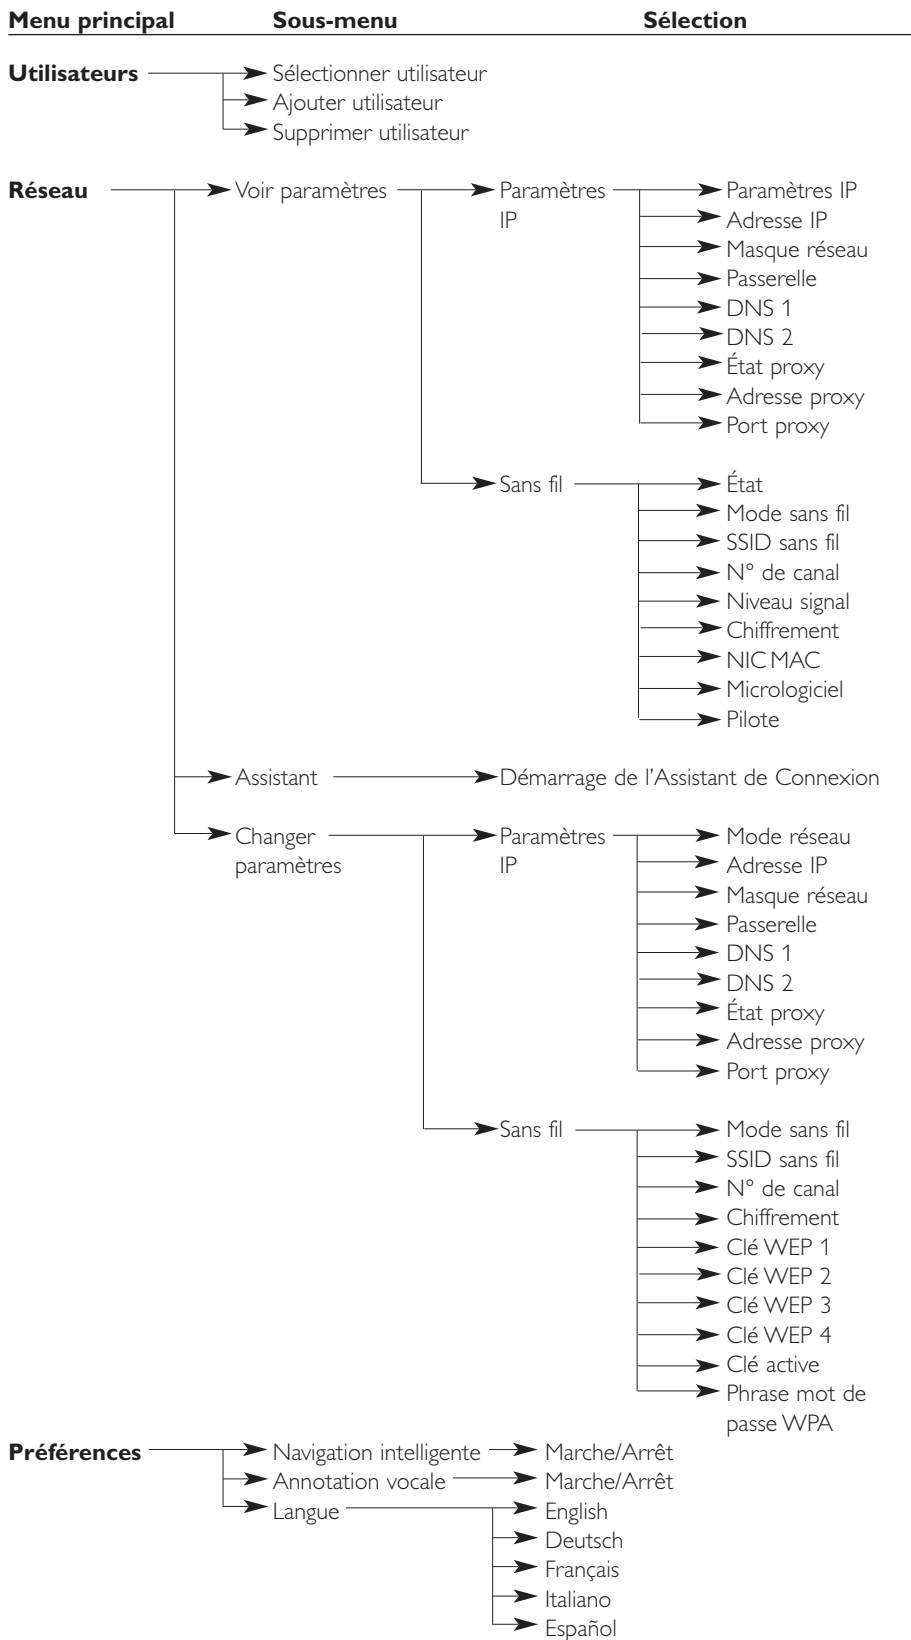 Menu principal Sous-menu Sélection
Utilisateurs Sélectionner utilisateur
Ajouter utilisateur
Supprimer utilisateur
Réseau Voir paramètres Paramètres IP Paramètres IP
Adresse IP
Masque réseau
Passerelle
DNS 1
DNS 2
État proxy
Adresse proxy
Port proxy
Sans fil État
Mode sans fil
SSID sans fil
N° de canal
Niveau signal
Chiffrement
NIC MAC
Micrologiciel
Pilote
Assistant Démarrage de l'Assistant de Connexion
Changer paramètres Paramètres IP Mode réseau
Adresse IP
Masque réseau
Passerelle
DNS 1
DNS 2
État proxy
Adresse proxy
Port proxy
Sans fil Mode sans fil
SSID sans fil
N° de canal
Chiffrement
Clé WEP 1
Clé WEP 2
Clé WEP 3
Clé WEP 4
Clé active
Phrase mot de
passe WPA
Préférences Navigation intelligente Marche/Arrêt
Annotation vocale Marche/Arrêt
Langue English
Deutsch
Français
Italiano
Español